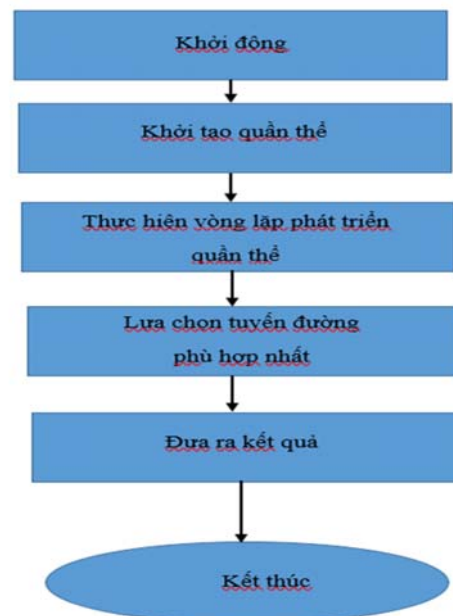 Khởi động
Khởi tạo quần thể
Thực hiện vòng lặp phát triển
quần thể
Lựa chọn tuyến đường
phù hợp nhất
Đưa ra kết quả
Kết thúc